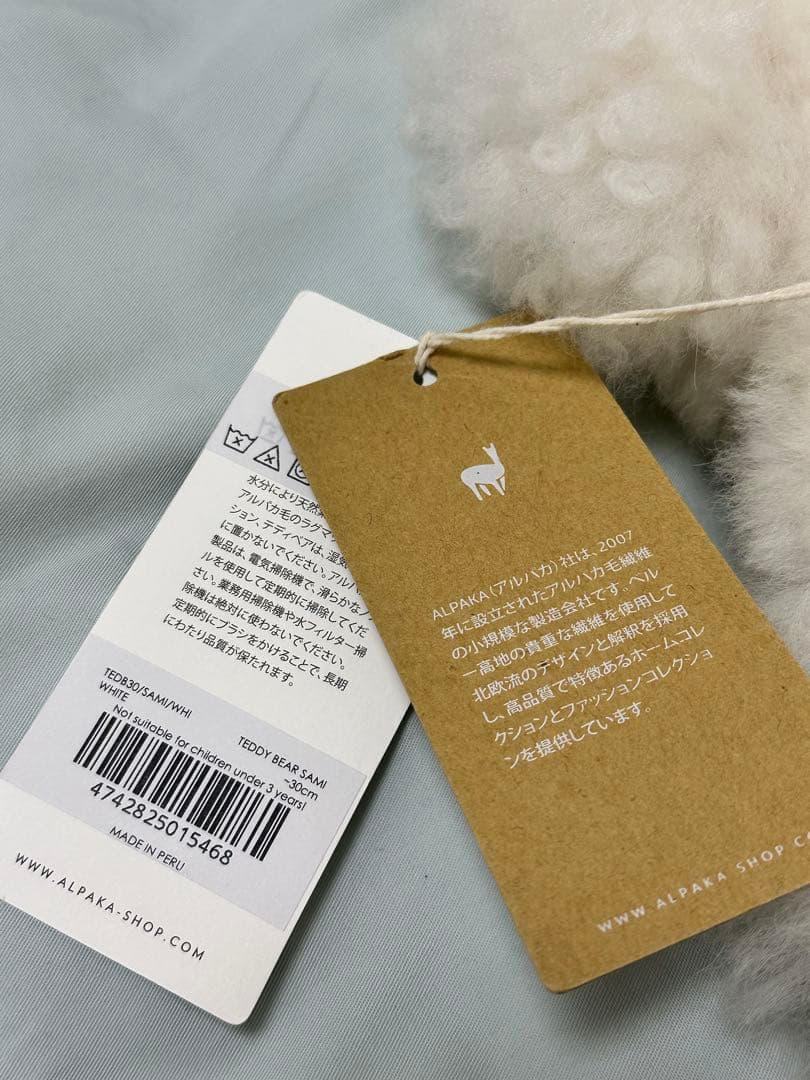 水分により天然
アルパカ毛のラグマ
ション、テディベアは、湿気
に置かないでください。アルパ
製品は、電気掃除機で、滑らかな
ルを使用して定期的に掃除してくだ
さい。業務用掃除機や水フィルター掃
除機は絶対に使わないでください。
定期的にブラシをかけることで、長期
にわたり品質が保たれます。
TEDB30/SAMI/WHI
WHITE
TEDDY BEAR SAMI
~30cm
Not suitable for children under 3 years!
4742825015468
MADE IN PERU
WWW.ALPAKA-SHOP.COM
ALPAKA(アルパカ)社は、2007
年に設立されたアルパカ毛繊維
の小規模な製造会社です。ペル
ー高地の貴重な繊維を使用して
北欧流のデザインと解釈を採用
し、高品質で特徴あるホームコレ
クションとファッションコレクショ
ンを提供しています。
WWW.ALPAKA SHOP.CO